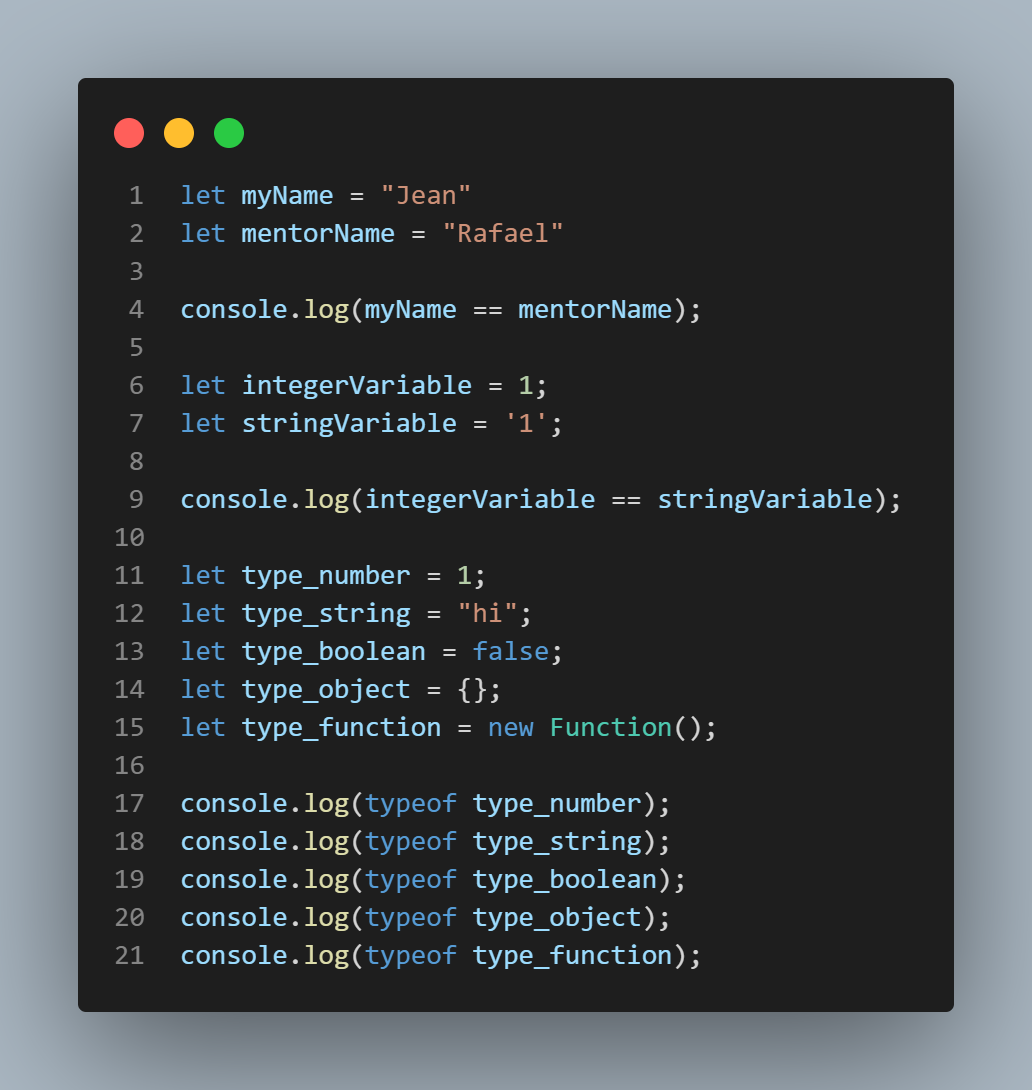 1 let myName = "Jean"
2 let mentorName = "Rafael"
3
4 console.log(myName == mentorName);
5
6 let integerVariable = 1;
7 let stringVariable = '1';
8
9 console.log(integerVariable == stringVariable);
10
11 let type_number = 1;
12 let type_string = "hi";
13 let type_boolean = false;
14 let type_object = {};
15 let type_function = new Function();
16
17 console.log(typeof type_number);
18 console.log(typeof type_string);
19 console.log(typeof type_boolean);
20 console.log(typeof type_object);
21 console.log(typeof type_function);